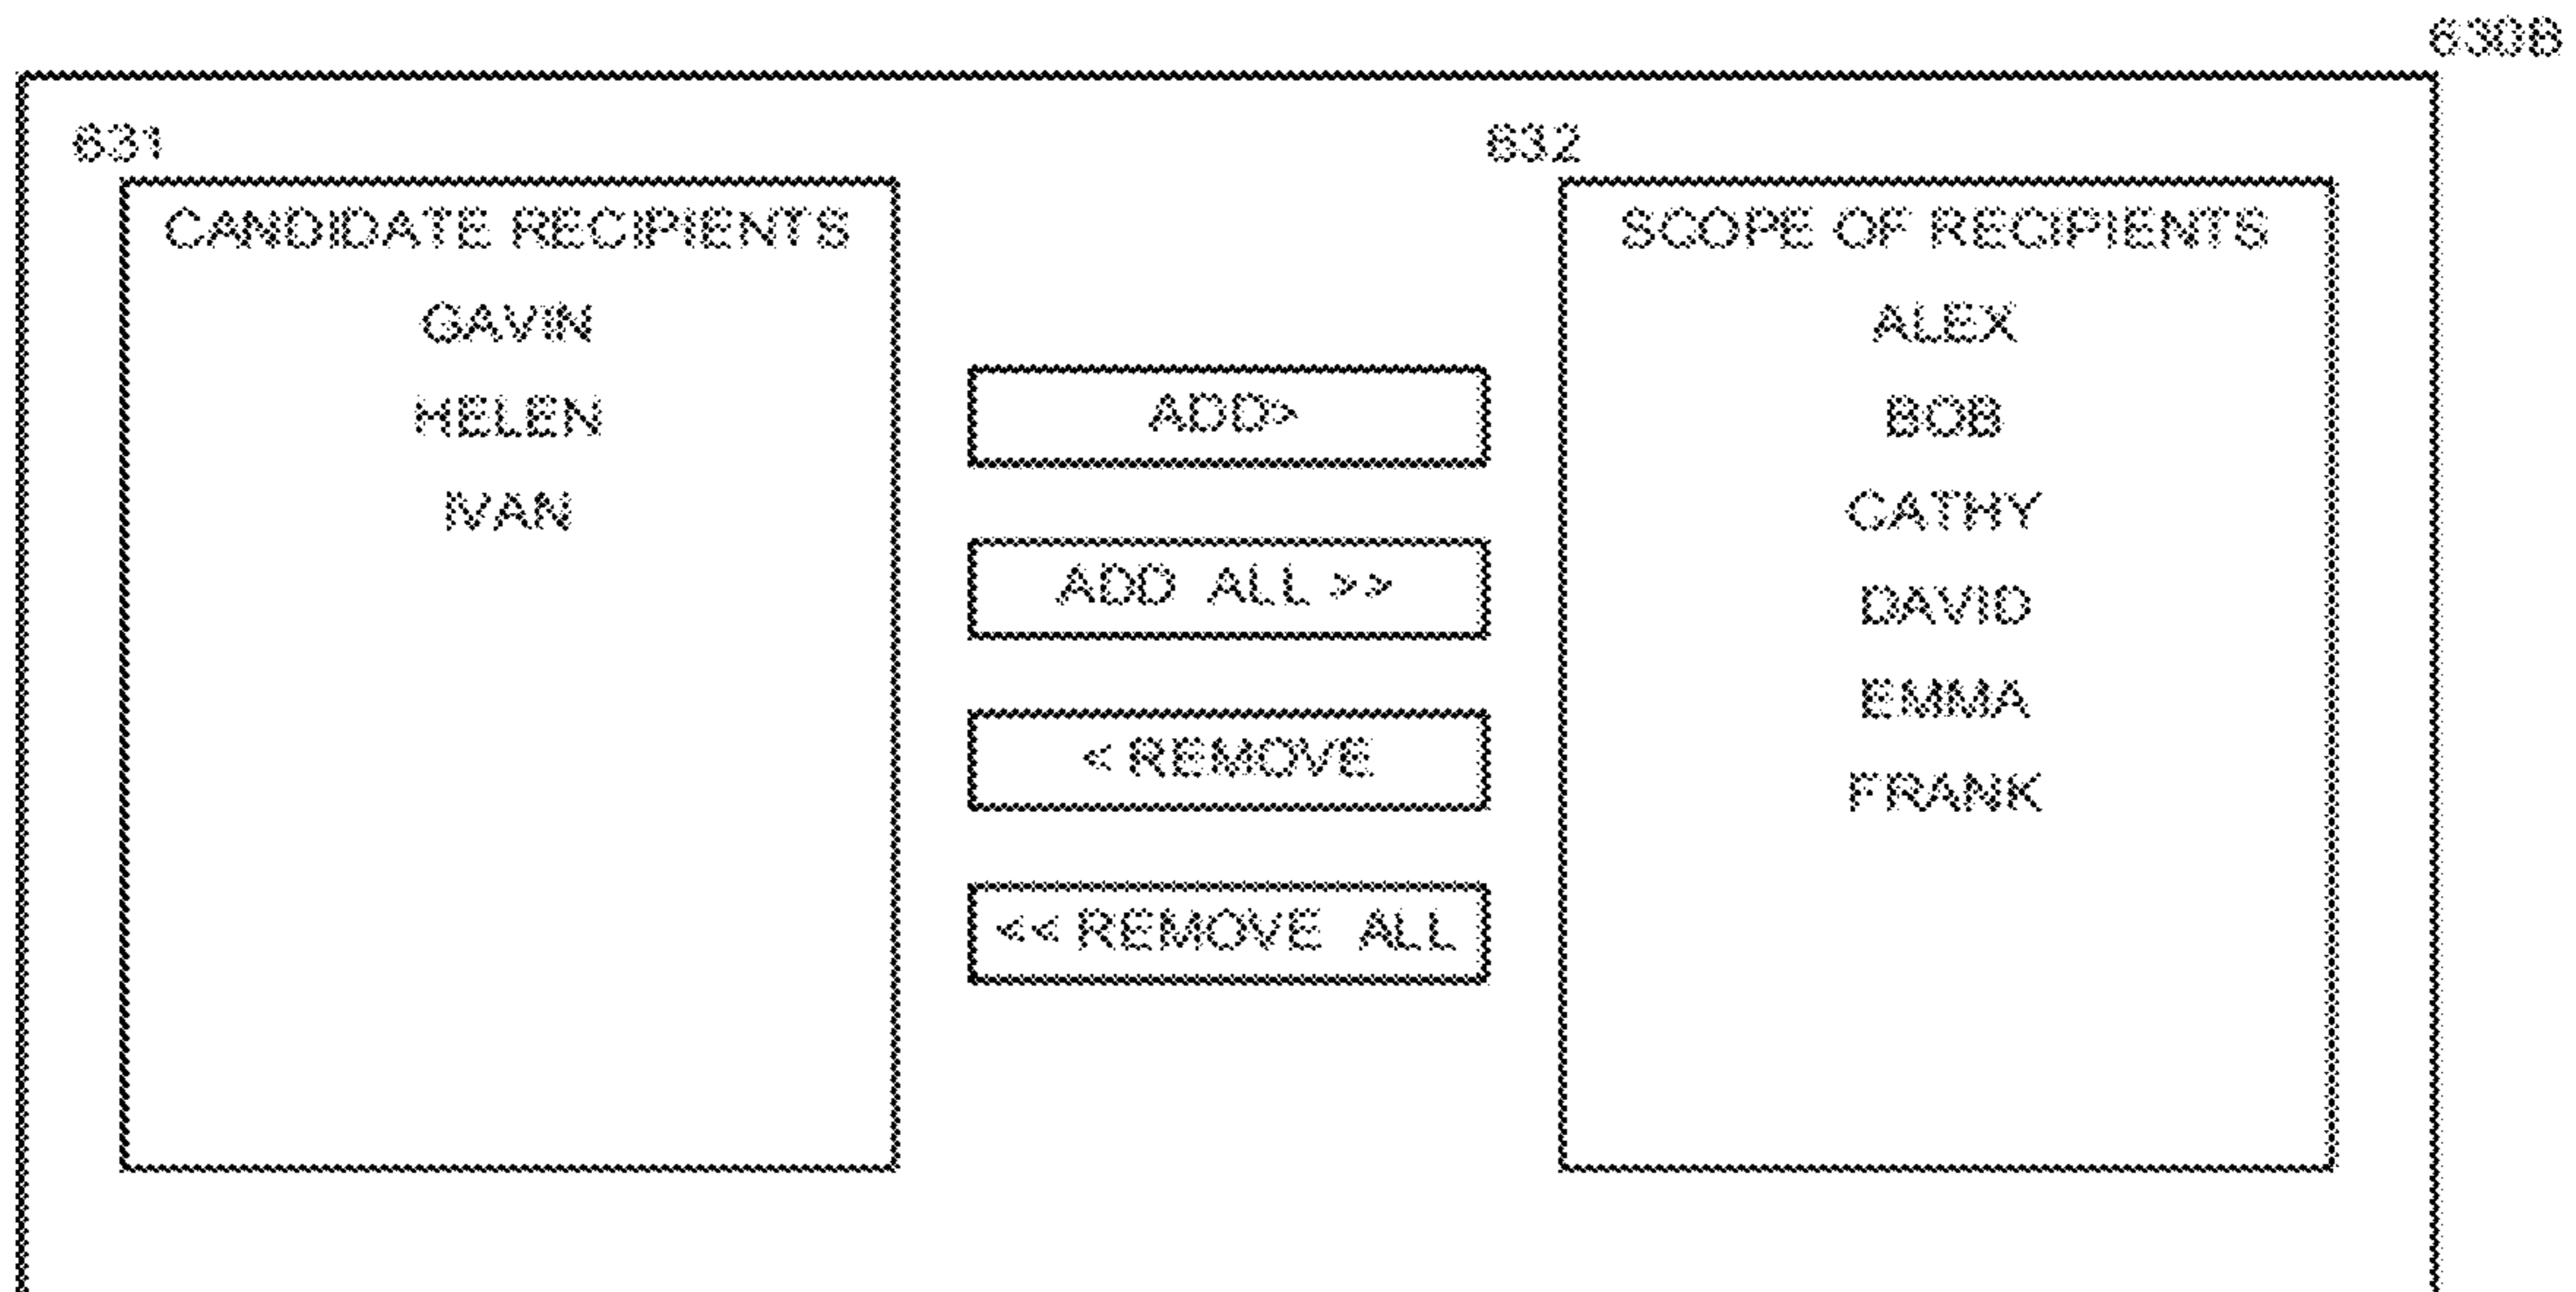 630B
631
CANDIDATE RECIPIENTS
GAVIN
HELEN
IVAN
ADD>
ADD ALL >>
< REMOVE
<< REMOVE ALL
632
SCOPE OF RECIPIENTS
ALEX
BOB
CATHY
DAVID
EMMA
FRANK